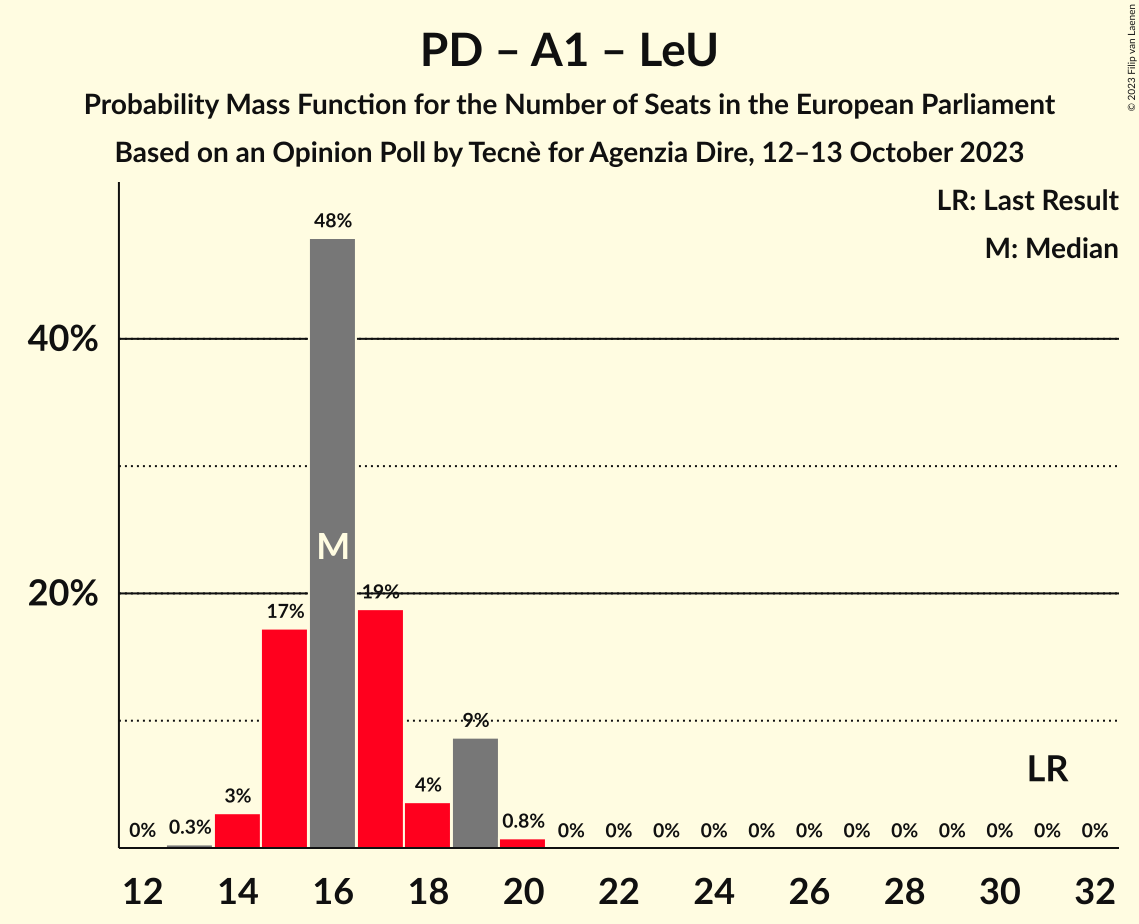 PD – A1 – LeU
Probability Mass Function for the Number of Seats in the European Parliament
Based on an Opinion Poll by Tecnè for Agenzia Dire, 12–13 October 2023
© 2023 Filip van Laenen
LR: Last Result
M: Median
40%
20%
0%
0.3%
3%
17%
48%
M
19%
4%
9%
0.8%
0%
0%
0%
0%
0%
0%
0%
0%
0%
0%
0%
0%
LR
12 14 16 18 20 22 24 26 28 30 32